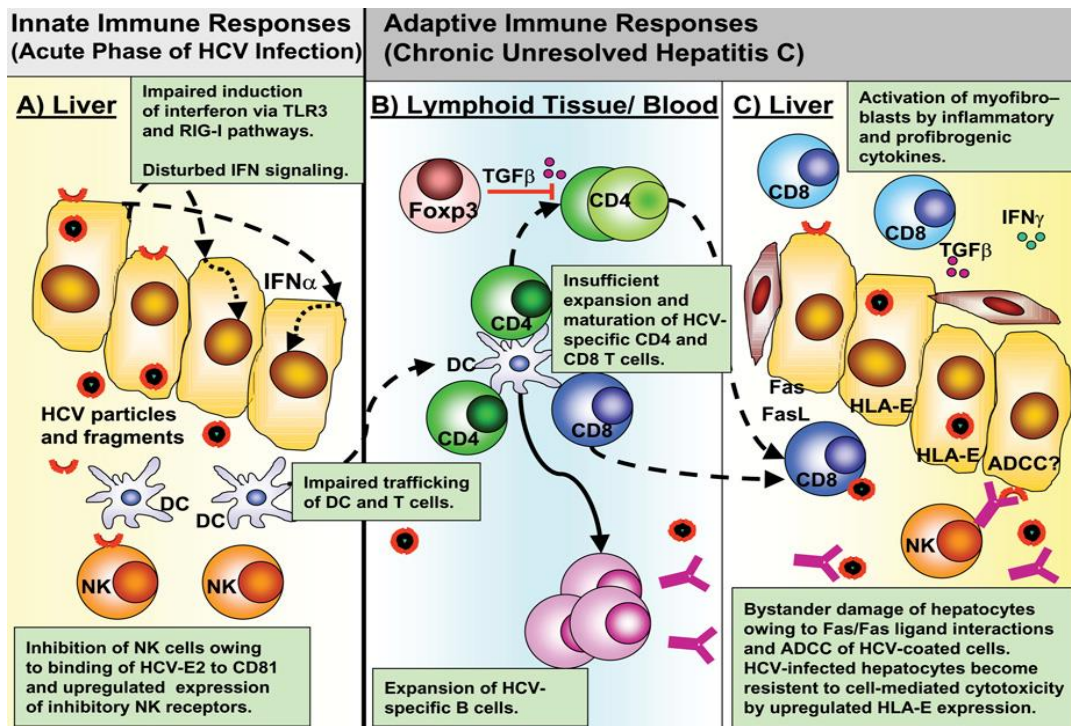 Innate Immune Responses
(Acute Phase of HCV Infection)
Adaptive Immune Responses
(Chronic Unresolved Hepatitis C)
A) Liver
Impaired induction
of interferon via TLR3
and RIG-I pathways.
Disturbed IFN signaling.
IFNα
HCV particles
and fragments
DC
DC
NK
NK
Inhibition of NK cells owing
to binding of HCV-E2 to CD81
and upregulated expression
of inhibitory NK receptors.
Impaired trafficking
of DC and T cells.
B) Lymphoid Tissue/ Blood
Foxp3
TGFβ
CD4
CD4
Insufficient
expansion and
maturation of HCV-
specific CD4 and
CD8 T cells.
DC
CD4
CD8
Expansion of HCV-
specific B cells.
C) Liver
Activation of myofibro–
blasts by inflammatory
and profibrogenic
cytokines.
CD8
CD8
IFNγ
TGFβ
Fas
FasL
HLA-E
HLA-E
ADCC?
CD8
NK
Bystander damage of hepatocytes
owing to Fas/Fas ligand interactions
and ADCC of HCV-coated cells.
HCV-infected hepatocytes become
resistent to cell-mediated cytotoxicity
by upregulated HLA-E expression.